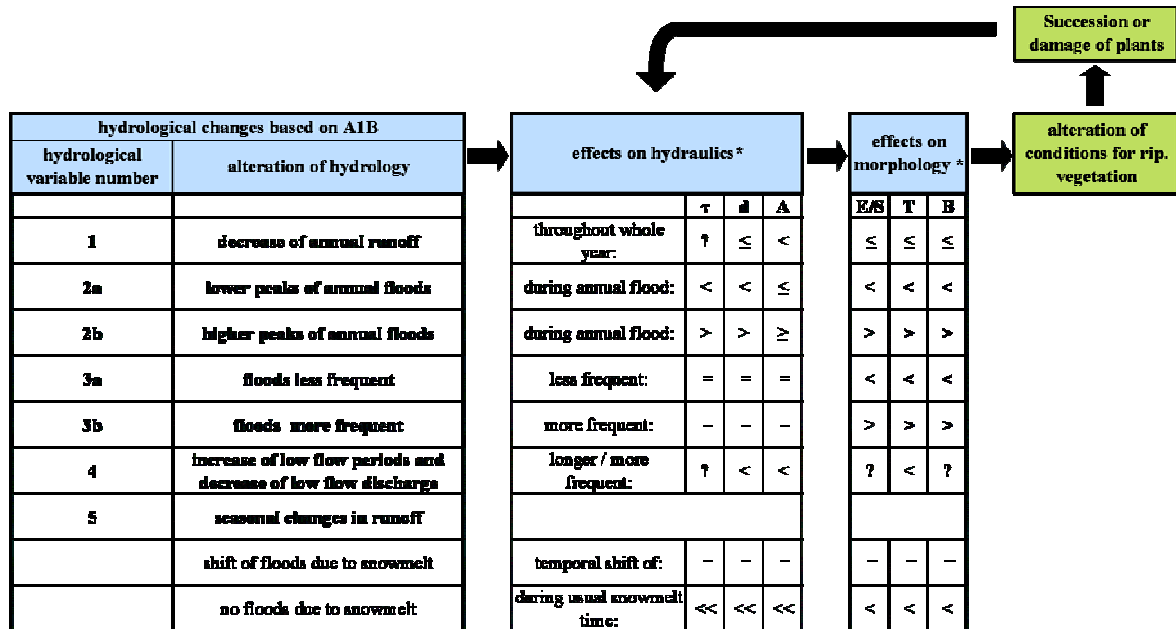 Succession or
damage of plants
hydrological changes based on A1B
hydrological
variable number
alteration of hydrology
effects on hydraulics *
effects on
morphology *
alteration of
conditions for rip.
vegetation
τ d A E/S T B
1 decrease of annual runoff throughout whole
year: ? ≤ < ≤ ≤ ≤
2a lower peaks of annual floods during annual flood: < < ≤ < < <
2b higher peaks of annual floods during annual flood: > > ≥ > > >
3a floods less frequent less frequent: = = = < < <
3b floods more frequent more frequent: – – – > > >
4 increase of low flow periods and
decrease of low flow discharge longer / more
frequent: ? < < ? < ?
5 seasonal changes in runoff
shift of floods due to snowmelt temporal shift of: – – – – – –
no floods due to snowmelt during usual snowmelt
time: << << << < < <